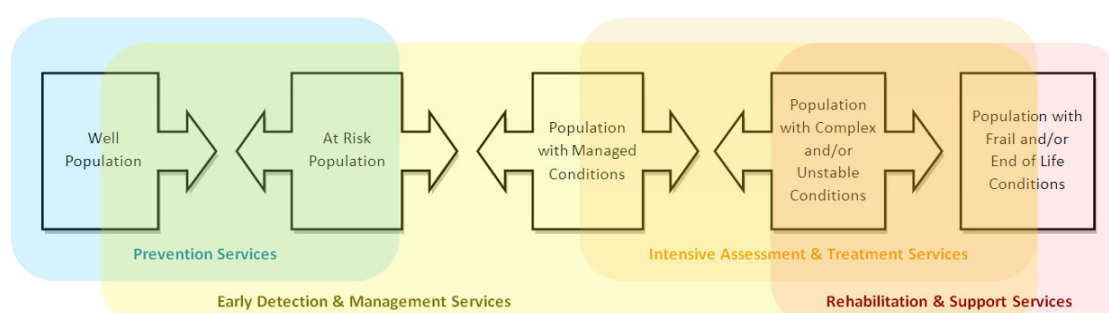 Well
Population
At Risk
Population
Population
with Managed
Conditions
Population
with Complex
and/or
Unstable
Conditions
Population with
Frail and/or
End of Life
Conditions
Prevention Services
Intensive Assessment & Treatment Services
Early Detection & Management Services
Rehabilitation & Support Services